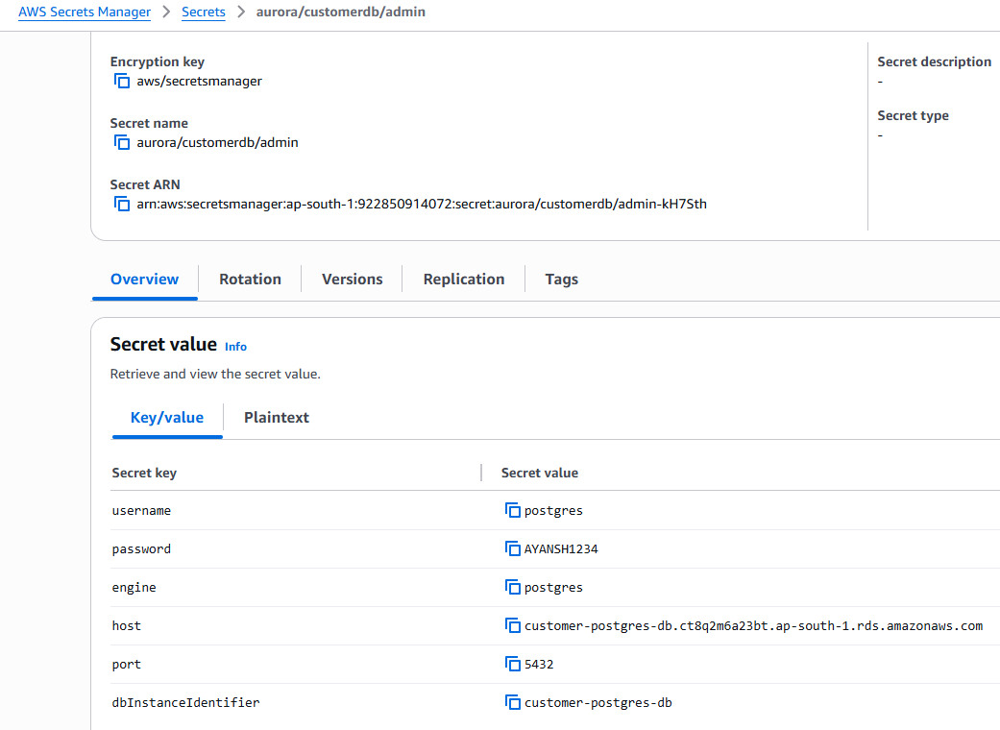 AWS Secrets Manager > Secrets > aurora/customerdb/admin
Encryption key
aws/secretsmanager
Secret name
aurora/customerdb/admin
Secret ARN
arn:aws:secretsmanager:ap-south-1:922850914072:secret:aurora/customerdb/admin-kH7Sth
Secret description
-
Secret type
-
Overview
Rotation
Versions
Replication
Tags
Secret value Info
Retrieve and view the secret value.
Key/value
Plaintext
Secret key Secret value
username postgres
password AYANSH1234
engine postgres
host customer-postgres-db.ct8q2m6a23bt.ap-south-1.rds.amazonaws.com
port 5432
dbInstanceIdentifier customer-postgres-db